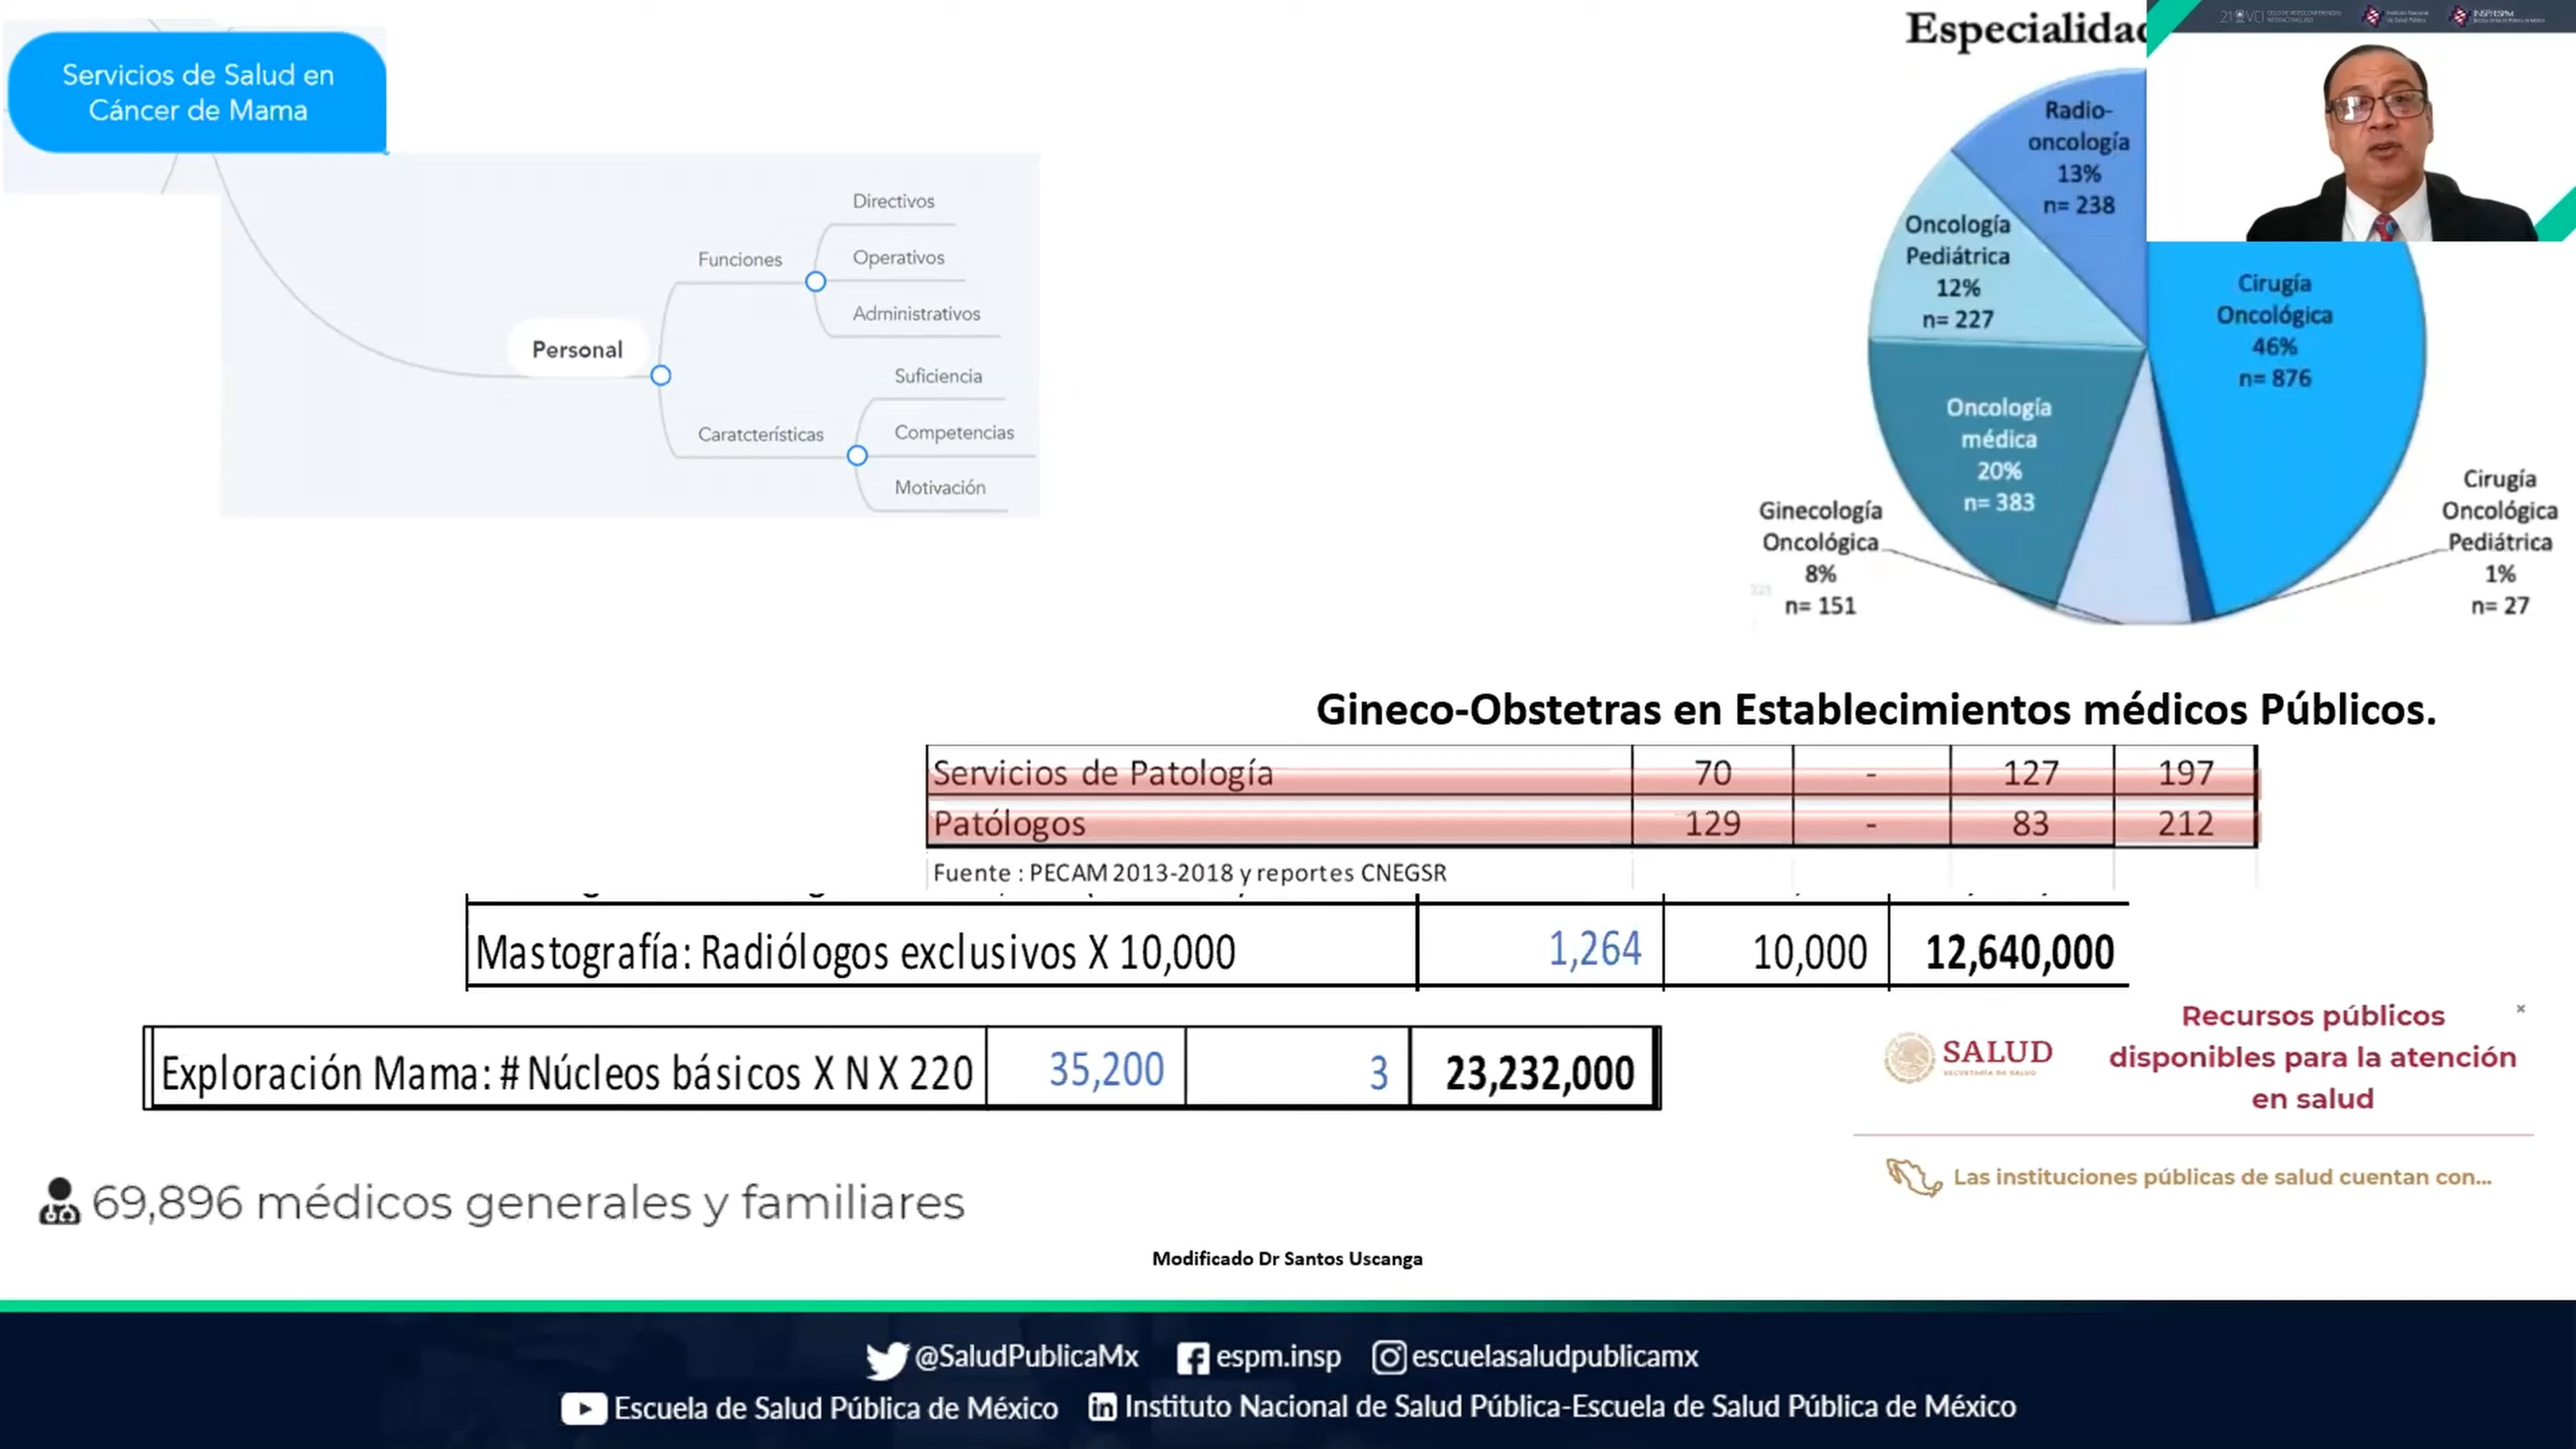 Servicios de Salud en
Cáncer de Mama
Directivos
Funciones
Operativos
Administrativos
Personal
Suficiencia
Caratcterísticas
Competencias
Motivación
Radio-
oncología
13%
n= 238
Oncología
Pediátrica
12%
n= 227
Cirugía
Oncológica
46%
n= 876
Oncología
médica
20%
n= 383
Ginecología
Oncológica
8%
n= 151
Cirugía
Oncológica
Pediátrica
1%
n= 27
Gineco-Obstetras en Establecimientos médicos Públicos.
Servicios de Patología 70 - 127 197
Patólogos 129 - 83 212
Fuente : PECAM 2013-2018 y reportes CNEGSR
Mastografía: Radiólogos exclusivos X 10,000 1,264 10,000 12,640,000
Exploración Mama: # Núcleos básicos X N X 220 35,200 3 23,232,000
SALUD
SECRETARÍA DE SALUD
Recursos públicos
disponibles para la atención
en salud
Las instituciones públicas de salud cuentan con...
69,896 médicos generales y familiares
Modificado Dr Santos Uscanga
@SaludPublicaMx espm.insp escuelasaludpublicamx
Escuela de Salud Pública de México in Instituto Nacional de Salud Pública-Escuela de Salud Pública de México